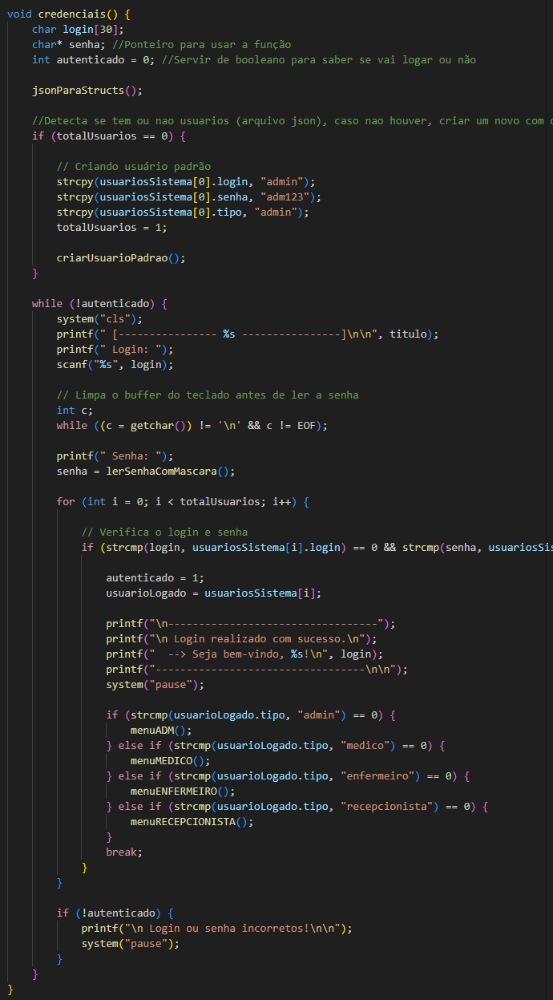 void credenciais() {
    char login[30];
    char* senha; //Ponteiro para usar a função
    int autenticado = 0; //Servir de booleano para saber se vai logar ou não

    jsonParaStructs();

    //Detecta se tem ou nao usuarios (arquivo json), caso nao houver, criar um novo com
    if (totalUsuarios == 0) {

        // Criando usuário padrão
        strcpy(usuariosSistema[0].login, "admin");
        strcpy(usuariosSistema[0].senha, "adm123");
        strcpy(usuariosSistema[0].tipo, "admin");
        totalUsuarios = 1;

        criarUsuarioPadrao();
    }

    while (!autenticado) {
        system("cls");
        printf(" [---------------- %s ----------------]\n\n", titulo);
        printf(" Login: ");
        scanf("%s", login);

        // Limpa o buffer do teclado antes de ler a senha
        int c;
        while ((c = getchar()) != '\n' && c != EOF);

        printf(" Senha: ");
        senha = lerSenhaComMascara();

        for (int i = 0; i < totalUsuarios; i++) {

            // Verifica o login e senha
            if (strcmp(login, usuariosSistema[i].login) == 0 && strcmp(senha, usuariosSis

                autenticado = 1;
                usuarioLogado = usuariosSistema[i];

                printf("\n----------------------------------");
                printf("\n Login realizado com sucesso.\n");
                printf("  --> Seja bem-vindo, %s!\n", login);
                printf("----------------------------------\n\n");
                system("pause");

                if (strcmp(usuarioLogado.tipo, "admin") == 0) {
                    menuADM();
                } else if (strcmp(usuarioLogado.tipo, "medico") == 0) {
                    menuMEDICO();
                } else if (strcmp(usuarioLogado.tipo, "enfermeiro") == 0) {
                    menuENFERMEIRO();
                } else if (strcmp(usuarioLogado.tipo, "recepcionista") == 0) {
                    menuRECEPCIONISTA();
                }
                break;
            }
        }

        if (!autenticado) {
            printf("\n Login ou senha incorretos!\n\n");
            system("pause");
        }
    }
}